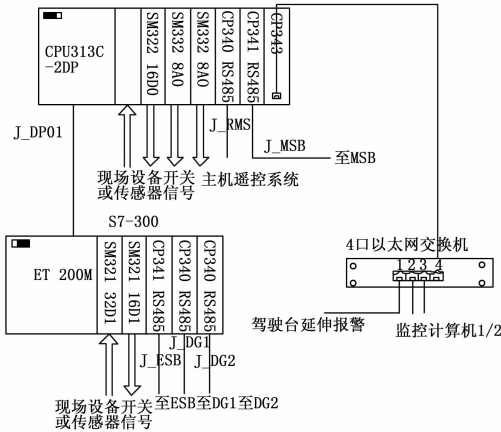 CPU313C
-2DP
SM322 16D0
SM332 8A0
SM332 8A0
CP340 RS485
CP341 RS485
CP343
J_DP01
J_RMS
J_MSB
至MSB
现场设备开关
或传感器信号
主机遥控系统
S7-300
ET 200M
SM321 32D1
SM321 16D1
CP341 RS485
CP340 RS485
CP340 RS485
4口以太网交换机
1 2 3 4
驾驶台延伸报警
监控计算机1/2
J_DG1
J_ESB
J_DG2
现场设备开关
或传感器信号
至ESB至DG1至DG2